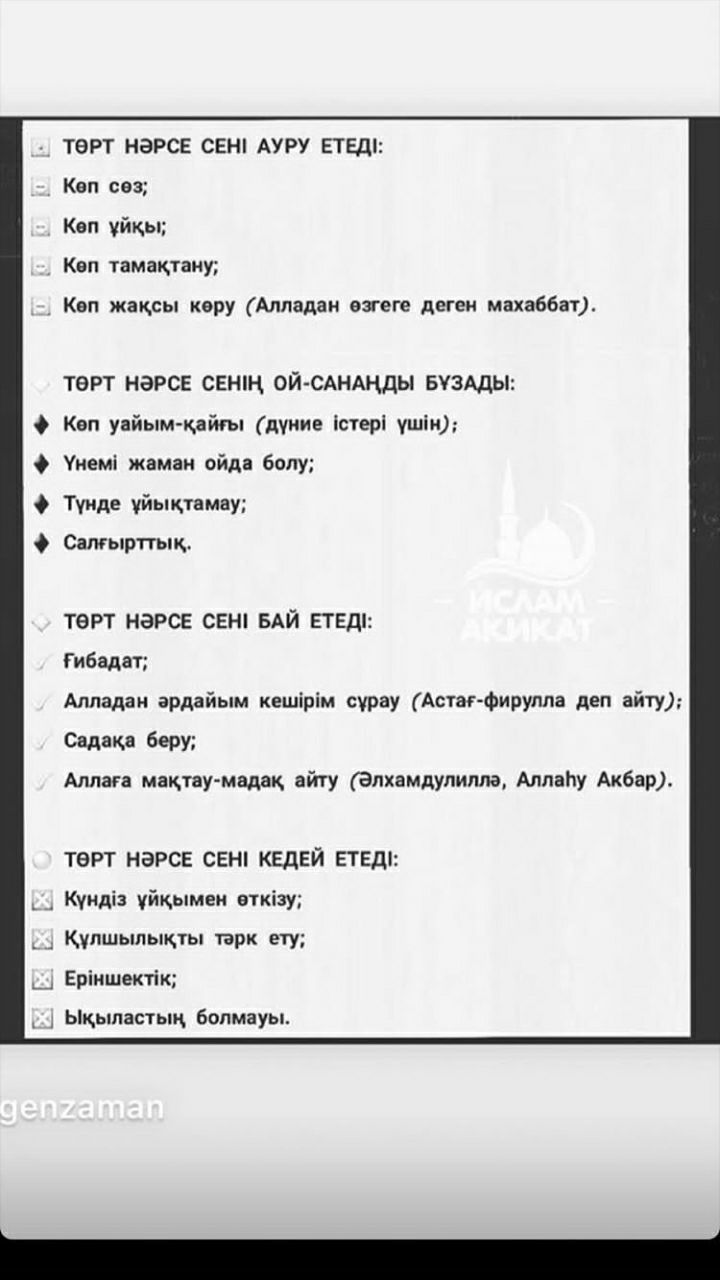 ТӨРТ НӘРСЕ СЕНІ АУРУ ЕТЕДІ:
Көп сөз;
Көп ұйқы;
Көп тамақтану;
Көп жақсы көру (Алладан өзгеге деген махаббат).
ТӨРТ НӘРСЕ СЕНІҢ ОЙ-САНАҢДЫ БҰЗАДЫ:
Көп уайым-қайғы (дүние істері үшін);
Үнемі жаман ойда болу;
Түнде ұйықтамау;
Салғырттық.
ИСЛАМ
АКИКАТ
ТӨРТ НӘРСЕ СЕНІ БАЙ ЕТЕДІ:
Ғибадат;
Алладан әрдайым кешірім сұрау (Астағ-фирулла деп айту);
Садақа беру;
Аллаға мақтау-мадақ айту (Әлхамдулиллә, Аллаһу Акбар).
ТӨРТ НӘРСЕ СЕНІ КЕДЕЙ ЕТЕДІ:
Күндіз ұйқымен өткізу;
Құлшылықты тәрк ету;
Еріншектік;
Ықыластың болмауы.
genzaman